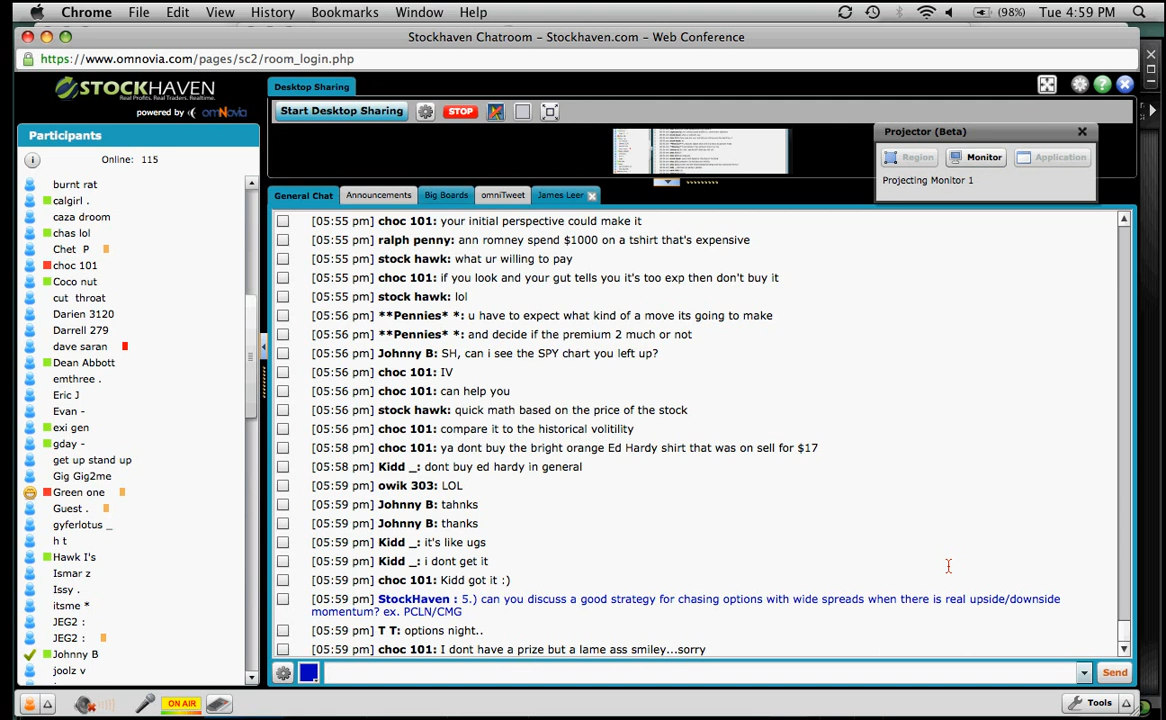 Chrome File Edit View History Bookmarks Window Help (98%) Tue 4:59 PM
Stockhaven Chatroom – Stockhaven.com – Web Conference
https://www.omnovia.com/pages/sc2/room_login.php
STOCKHAVEN
Real Profits. Real Traders. Realtime.
powered by omNovia
Desktop Sharing
Start Desktop Sharing STOP
Projector (Beta)
Region Monitor Application
Projecting Monitor 1
Participants
Online: 115
burnt rat
calgirl .
caza droom
chas lol
Chet P
choc 101
Coco nut
cut throat
Darien 3120
Darrell 279
dave saran
Dean Abbott
emthree .
Eric J
Evan -
exi gen
gday -
get up stand up
Gig Gig2me
Green one
Guest .
gyferlotus _
h t
Hawk I's
Ismar z
Issy .
itsme *
JEG2 :
JEG2 :
Johnny B
joolz v
General Chat Announcements Big Boards omniTweet James Leer
[05:55 pm] choc 101: your initial perspective could make it
[05:55 pm] ralph penny: ann romney spend $1000 on a tshirt that's expensive
[05:55 pm] stock hawk: what ur willing to pay
[05:55 pm] choc 101: if you look and your gut tells you it's too exp then don't buy it
[05:55 pm] stock hawk: lol
[05:56 pm] **Pennies* *: u have to expect what kind of a move its going to make
[05:56 pm] **Pennies* *: and decide if the premium 2 much or not
[05:56 pm] Johnny B: SH, can i see the SPY chart you left up?
[05:56 pm] choc 101: IV
[05:56 pm] choc 101: can help you
[05:56 pm] stock hawk: quick math based on the price of the stock
[05:56 pm] choc 101: compare it to the historical volitility
[05:58 pm] choc 101: ya dont buy the bright orange Ed Hardy shirt that was on sell for $17
[05:58 pm] Kidd _: dont buy ed hardy in general
[05:59 pm] owik 303: LOL
[05:59 pm] Johnny B: tahnks
[05:59 pm] Johnny B: thanks
[05:59 pm] Kidd _: it's like ugs
[05:59 pm] Kidd _: i dont get it
[05:59 pm] choc 101: Kidd got it :)
[05:59 pm] StockHaven : 5.) can you discuss a good strategy for chasing options with wide spreads when there is real upside/downside
momentum? ex. PCLN/CMG
[05:59 pm] T T: options night..
[05:59 pm] choc 101: I dont have a prize but a lame ass smiley...sorry
Send
ON AIR
Tools